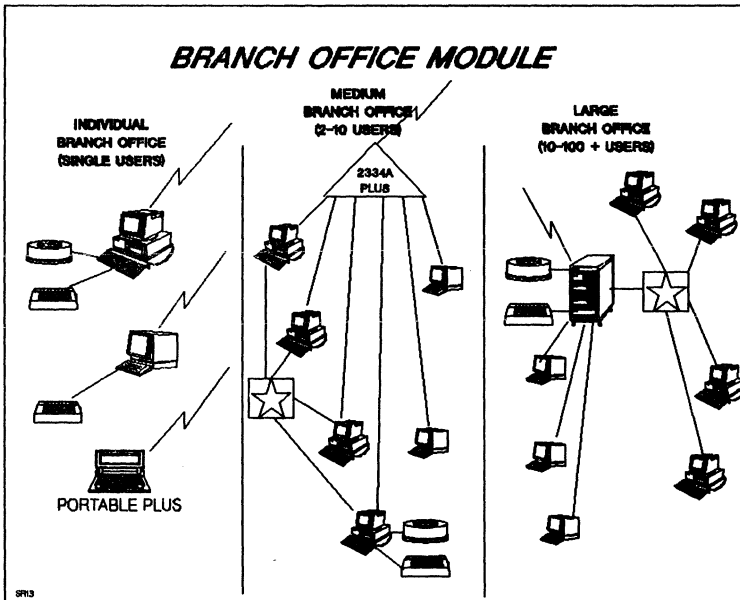 BRANCH OFFICE MODULE
INDIVIDUAL
BRANCH OFFICE
(SINGLE USERS)
PORTABLE PLUS
MEDIUM
BRANCH OFFICE
(2-10 USERS)
2334A
PLUS
LARGE
BRANCH OFFICE
(10-100 + USERS)
SR13